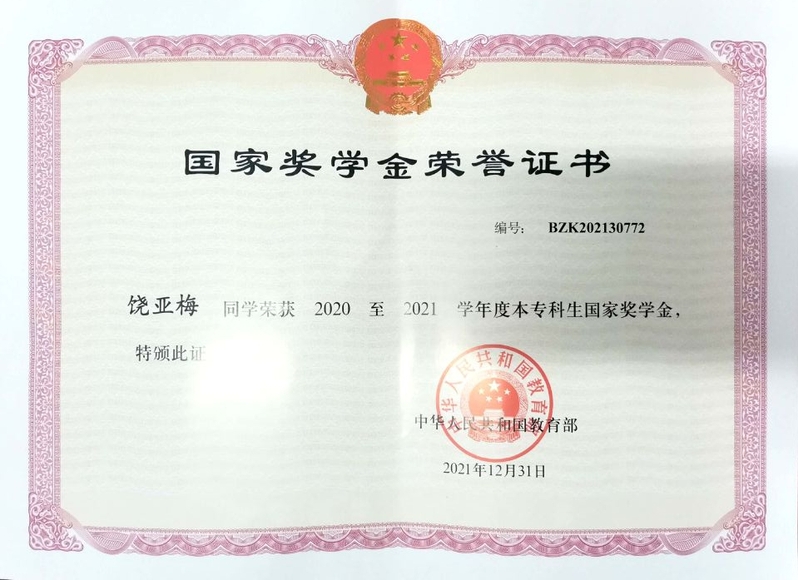 国家奖学金荣誉证书
编号: BZK202130772
饶亚梅 同学荣获 2020 至 2021 学年度本专科生国家奖学金,
特颁此证
中华人民共和国教育部
中华人民共和国教育部
2021年12月31日